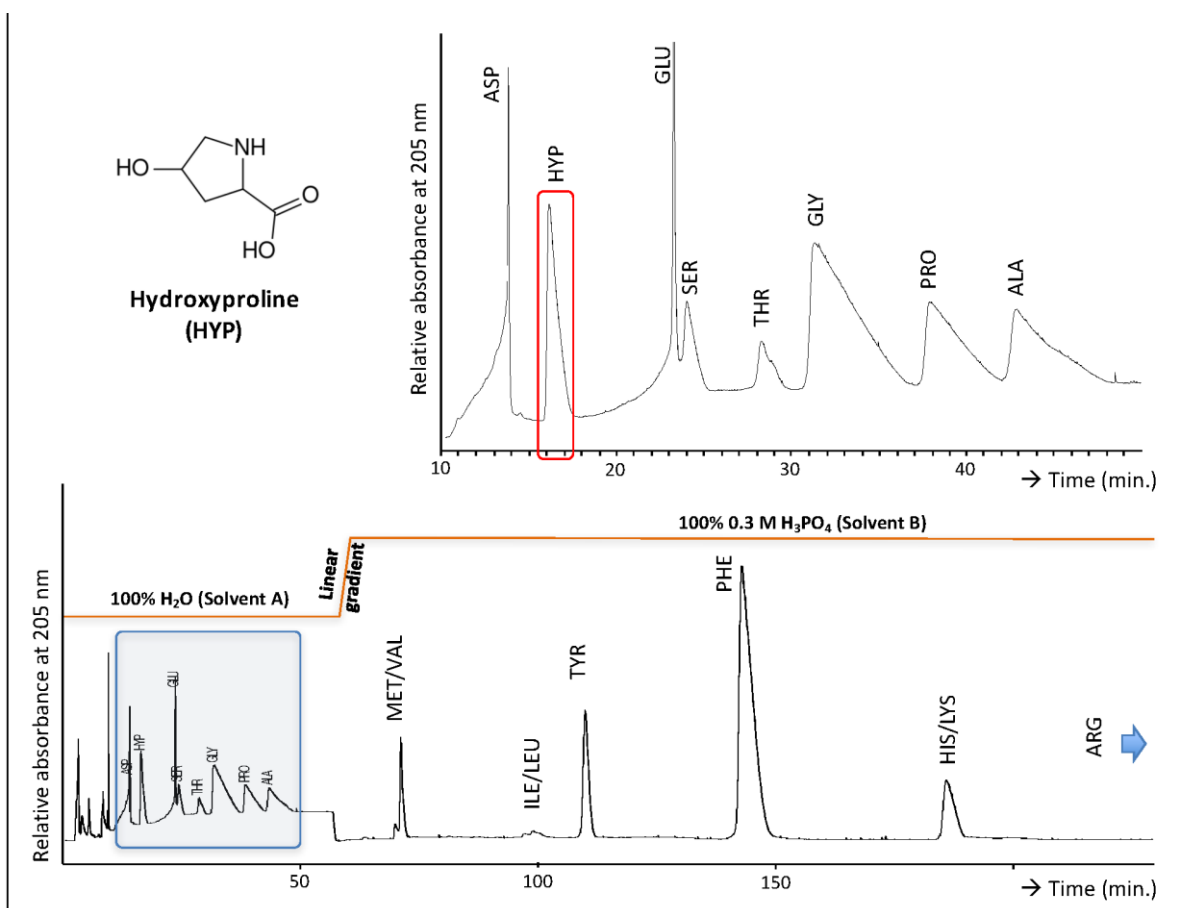 NH
HO
O
HO
Hydroxyproline
(HYP)
Relative absorbance at 205 nm
ASP
HYP
GLU
SER
THR
GLY
PRO
ALA
10
20
30
40
→ Time (min.)
Relative absorbance at 205 nm
100% H₂O (Solvent A)
Linear
gradient
100% 0.3 M H₃PO₄ (Solvent B)
ASP
HYP
GLU
SER
THR
GLY
PRO
ALA
MET/VAL
ILE/LEU
TYR
PHE
HIS/LYS
ARG
50
100
150
→ Time (min.)